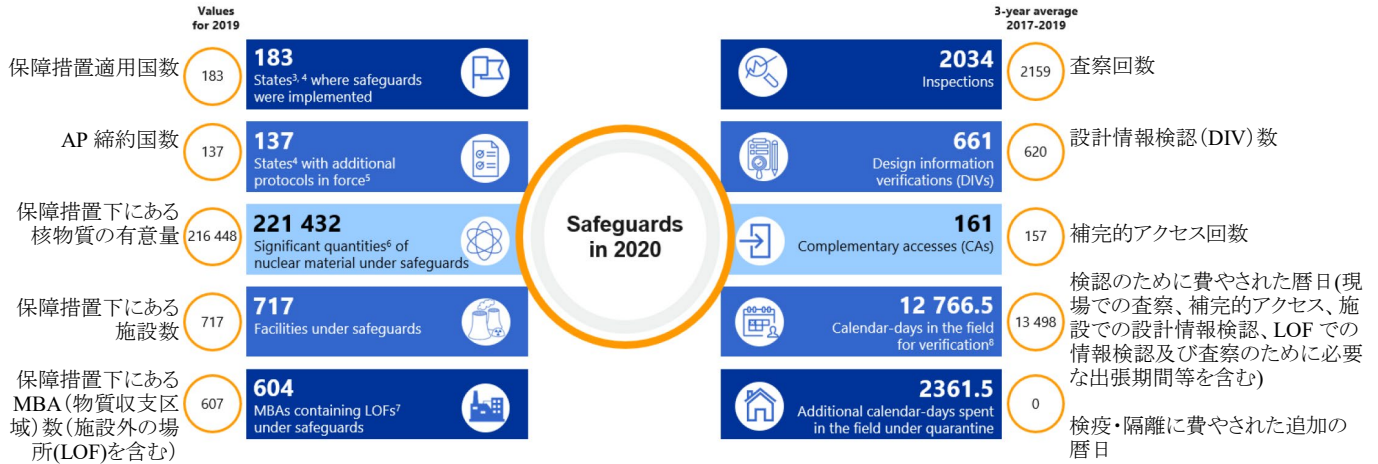 Values
for 2019
3-year average
2017-2019
保障措置適用国数
183
183
States³, ⁴ where safeguards
were implemented
AP 締約国数
137
137
States⁴ with additional
protocols in force⁵
保障措置下にある
核物質の有意量
216 448
221 432
Significant quantities⁶ of
nuclear material under safeguards
保障措置下にある
施設数
717
717
Facilities under safeguards
保障措置下にある
MBA(物質収支区
域)数(施設外の場
所(LOF)を含む)
607
604
MBAs containing LOFs⁷
under safeguards
Safeguards
in 2020
2034
Inspections
2159
査察回数
661
Design information
verifications (DIVs)
620
設計情報検認(DIV)数
161
Complementary accesses (CAs)
157
補完的アクセス回数
12 766.5
Calendar-days in the field
for verification⁸
13 498
検認のために費やされた暦日(現
場での査察、補完的アクセス、施
設での設計情報検認、LOF での
情報検認及び査察のために必要
な出張期間等を含む)
2361.5
Additional calendar-days spent
in the field under quarantine
0
検疫・隔離に費やされた追加の
暦日